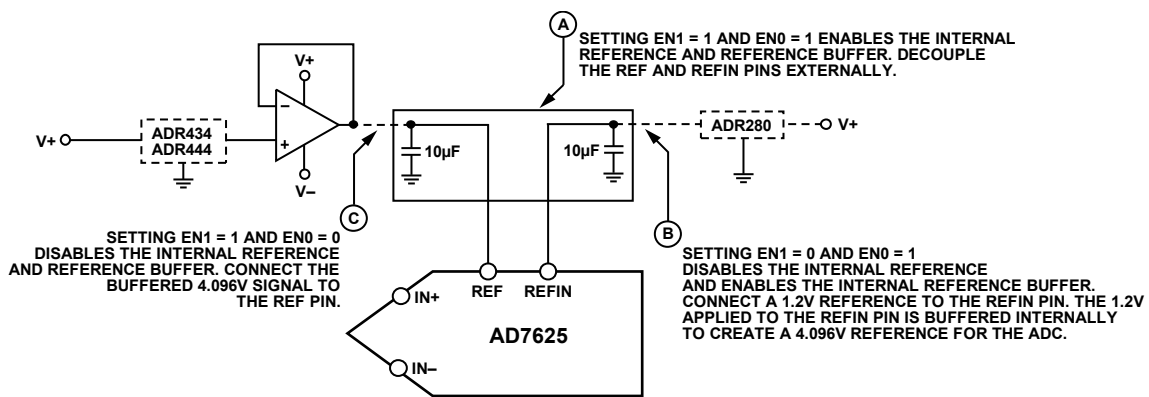 A
SETTING EN1 = 1 AND EN0 = 1 ENABLES THE INTERNAL
REFERENCE AND REFERENCE BUFFER. DECOUPLE
THE REF AND REFIN PINS EXTERNALLY.
V+
−
+
V−
V+
ADR434
ADR444
10µF
10µF
ADR280
V+
C
B
SETTING EN1 = 1 AND EN0 = 0
DISABLES THE INTERNAL REFERENCE
AND REFERENCE BUFFER. CONNECT THE
BUFFERED 4.096V SIGNAL TO
THE REF PIN.
SETTING EN1 = 0 AND EN0 = 1
DISABLES THE INTERNAL REFERENCE
AND ENABLES THE INTERNAL REFERENCE BUFFER.
CONNECT A 1.2V REFERENCE TO THE REFIN PIN. THE 1.2V
APPLIED TO THE REFIN PIN IS BUFFERED INTERNALLY
TO CREATE A 4.096V REFERENCE FOR THE ADC.
REF
REFIN
IN+
AD7625
IN−